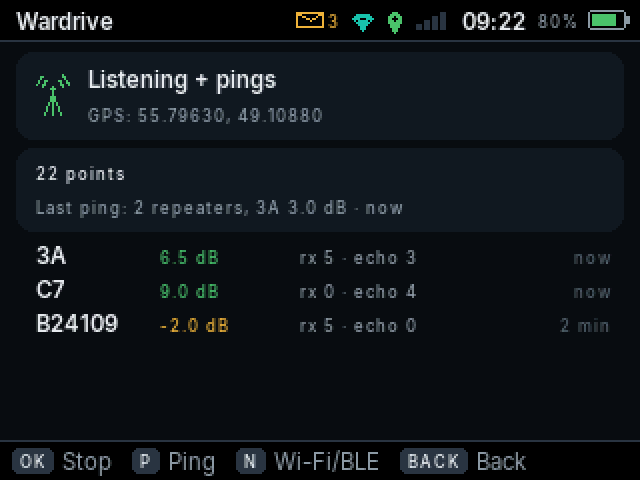 Wardrive 3 09:22 80%
Listening + pings
GPS: 55.79630, 49.10880
22 points
Last ping: 2 repeaters, 3A 3.0 dB · now
3A 6.5 dB rx 5 · echo 3 now
C7 9.0 dB rx 0 · echo 4 now
B24109 -2.0 dB rx 5 · echo 0 2 min
OK Stop P Ping N Wi-Fi/BLE BACK Back